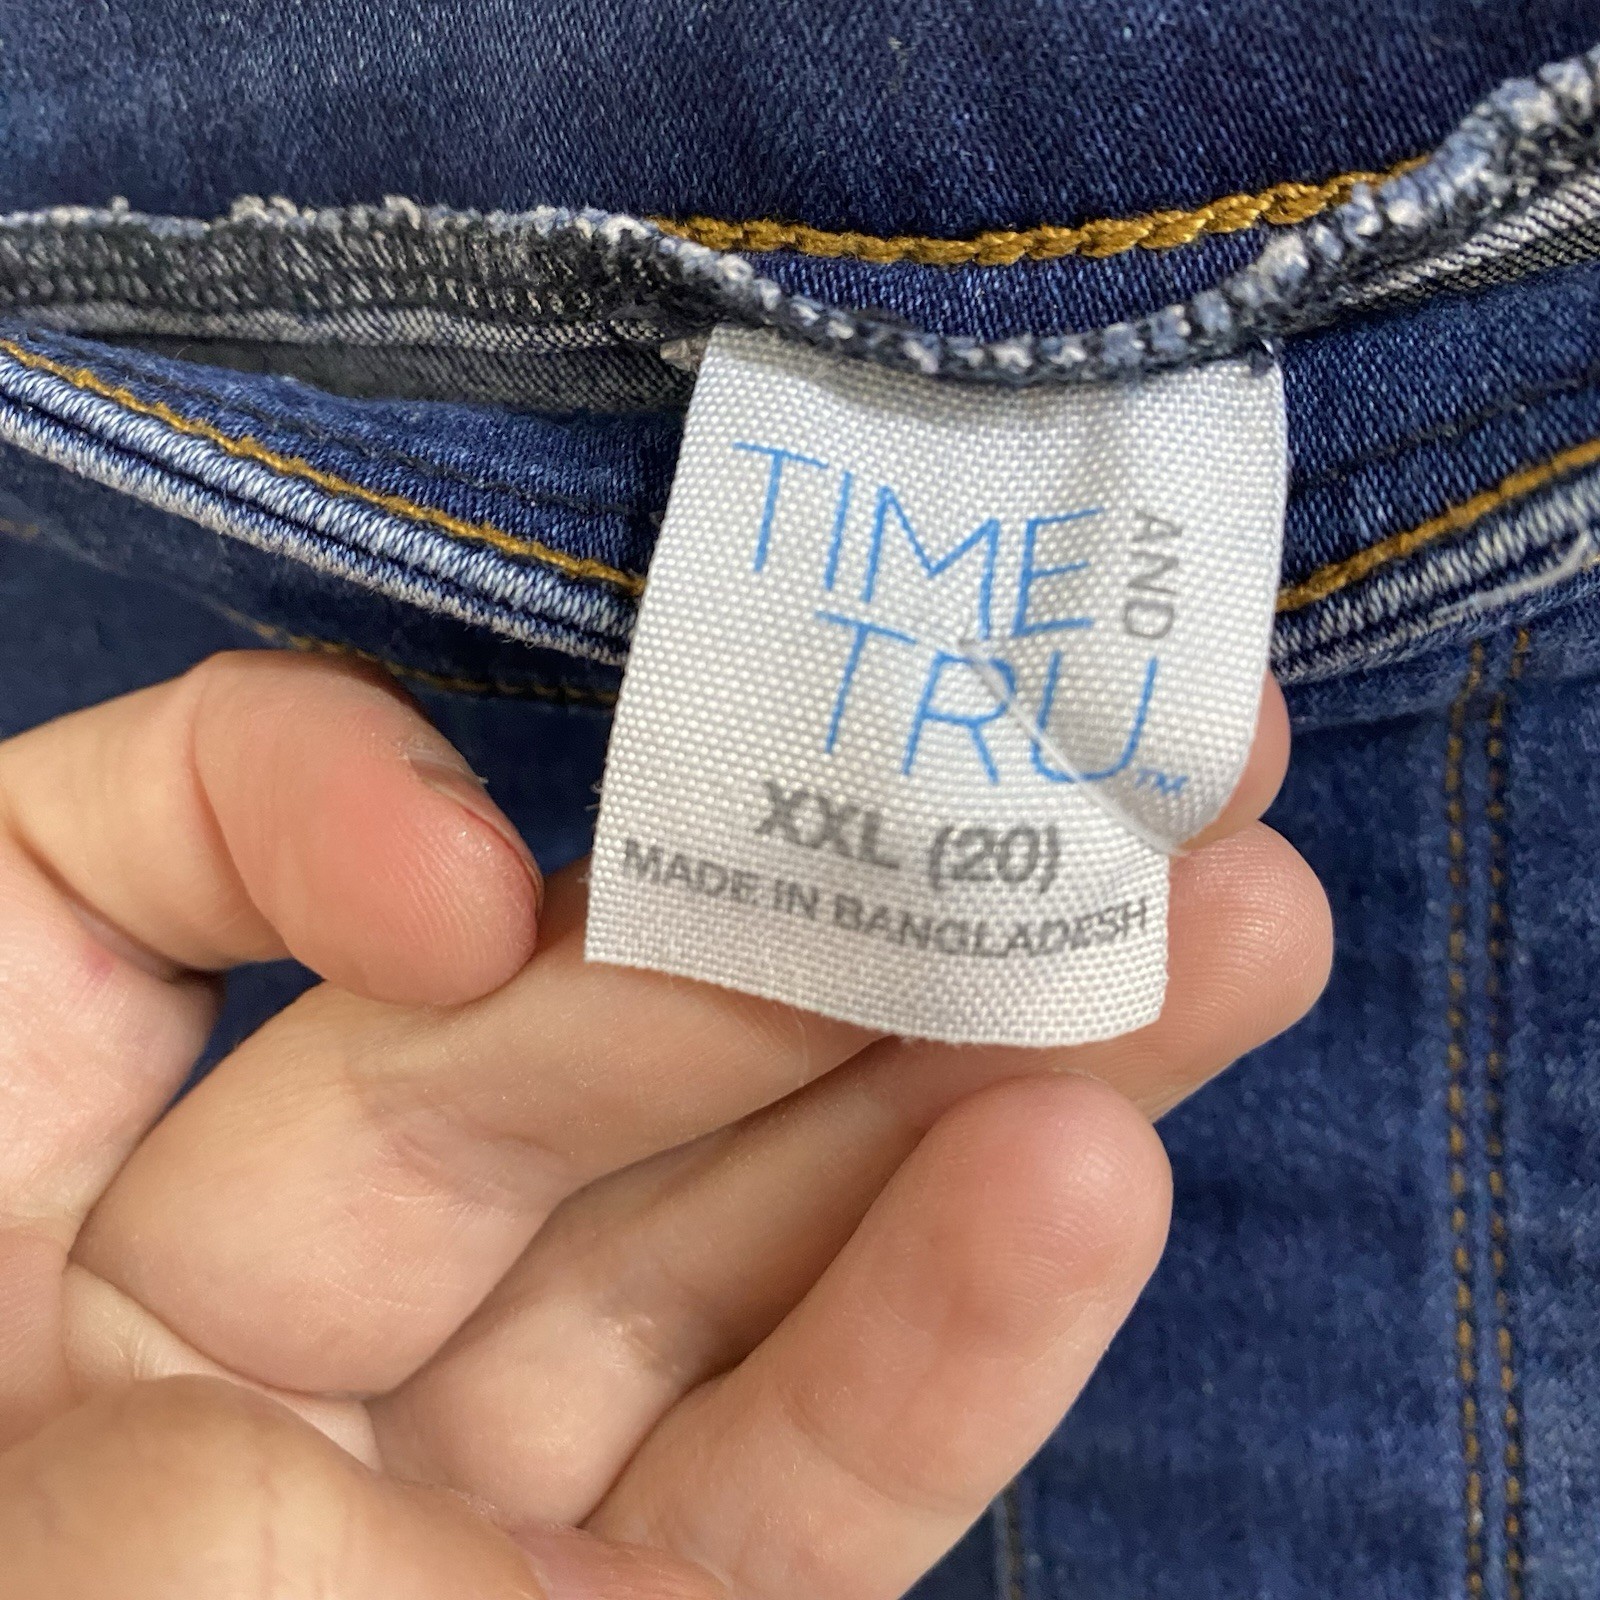 TIME
AND
TRU™
XXL (20)
MADE IN BANGLADESH